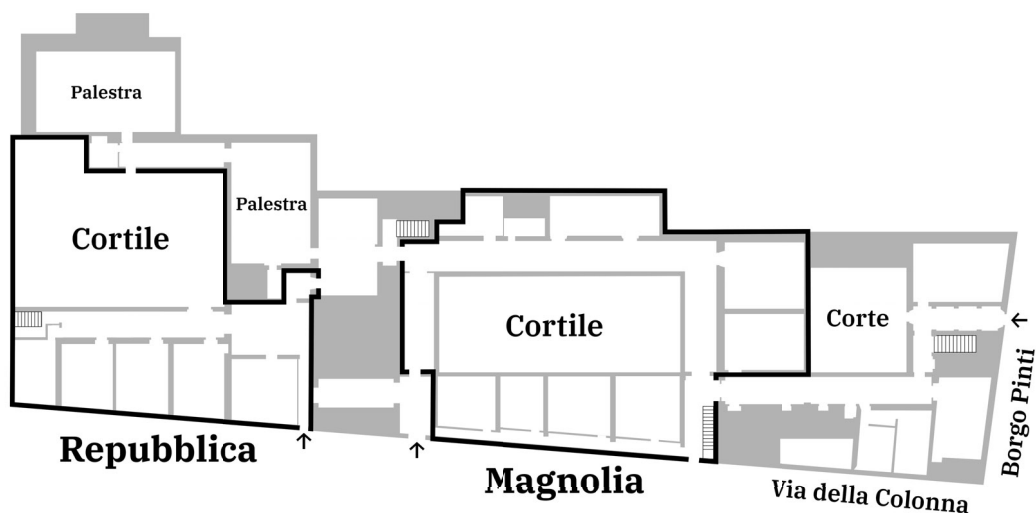 Palestra
Palestra
Cortile
Cortile
Corte
Repubblica
Magnolia
Via della Colonna
Borgo Pinti